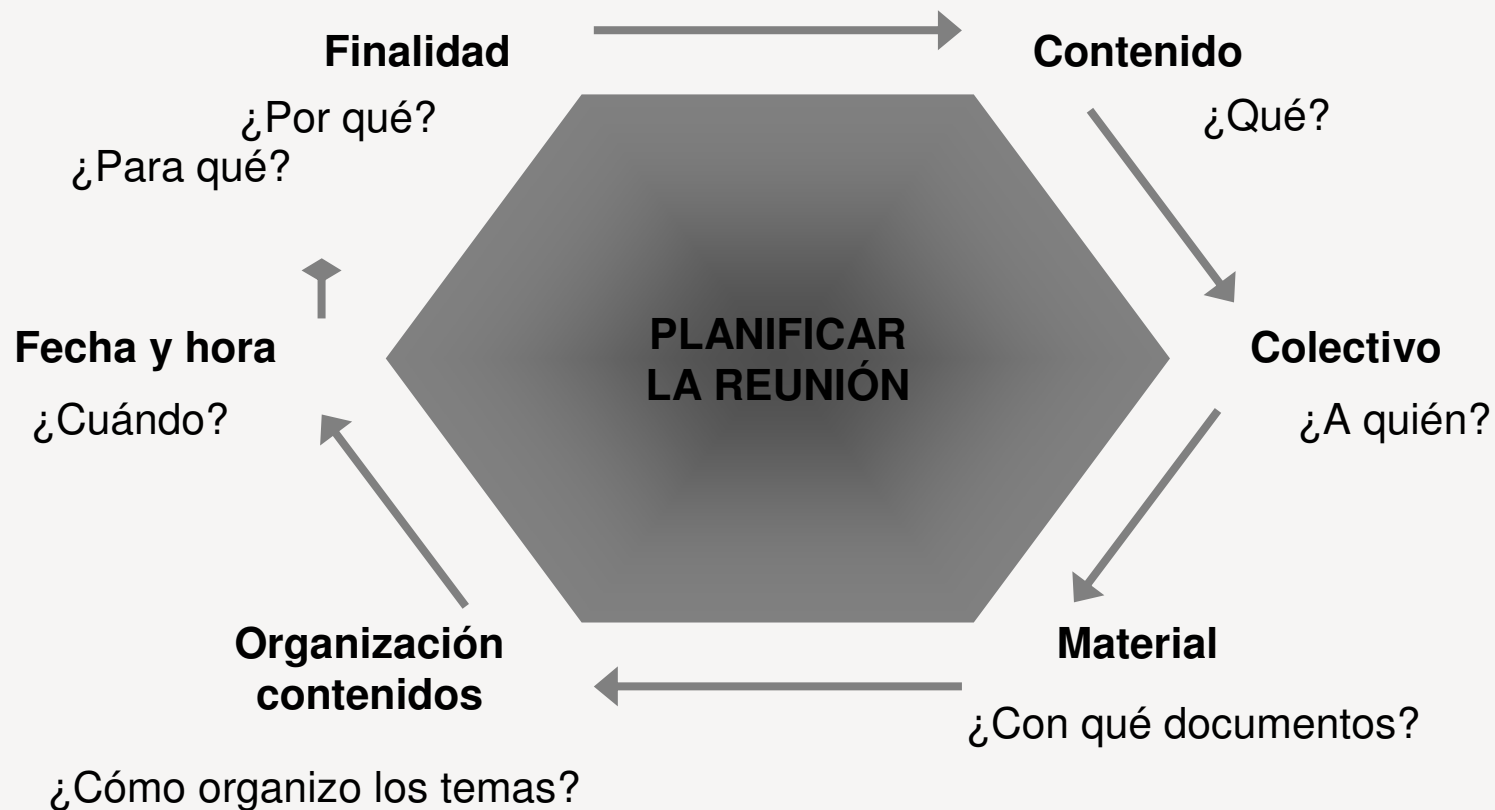 Finalidad
¿Por qué?
¿Para qué?
Contenido
¿Qué?
Fecha y hora
¿Cuándo?
PLANIFICAR
LA REUNIÓN
Colectivo
¿A quién?
Organización
contenidos
¿Cómo organizo los temas?
Material
¿Con qué documentos?